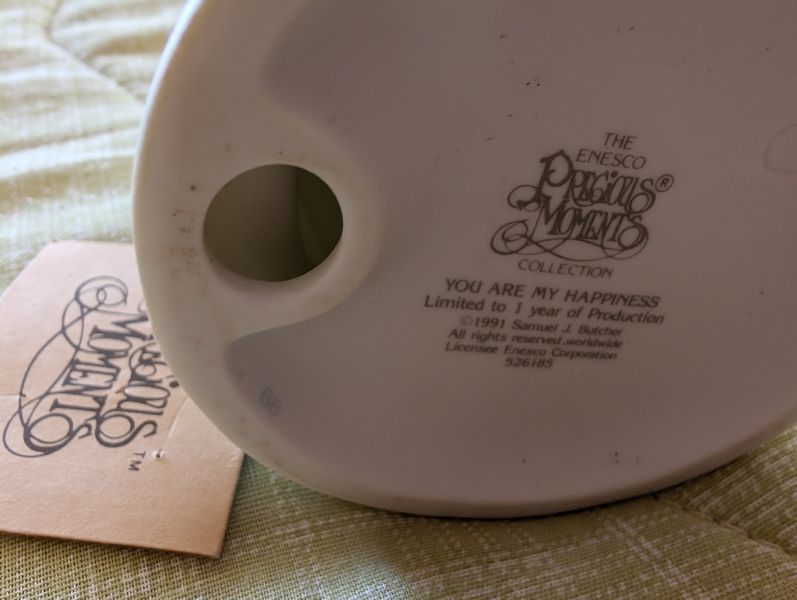 THE
ENESCO
PRECIOUS ®
MOMENTS
COLLECTION
YOU ARE MY HAPPINESS
Limited to 1 year of Production
©1991 Samuel J. Butcher
All rights reserved.worldwide
Licensee Enesco Corporation
526185
BB
PRECIOUS
MOMENTS
TM